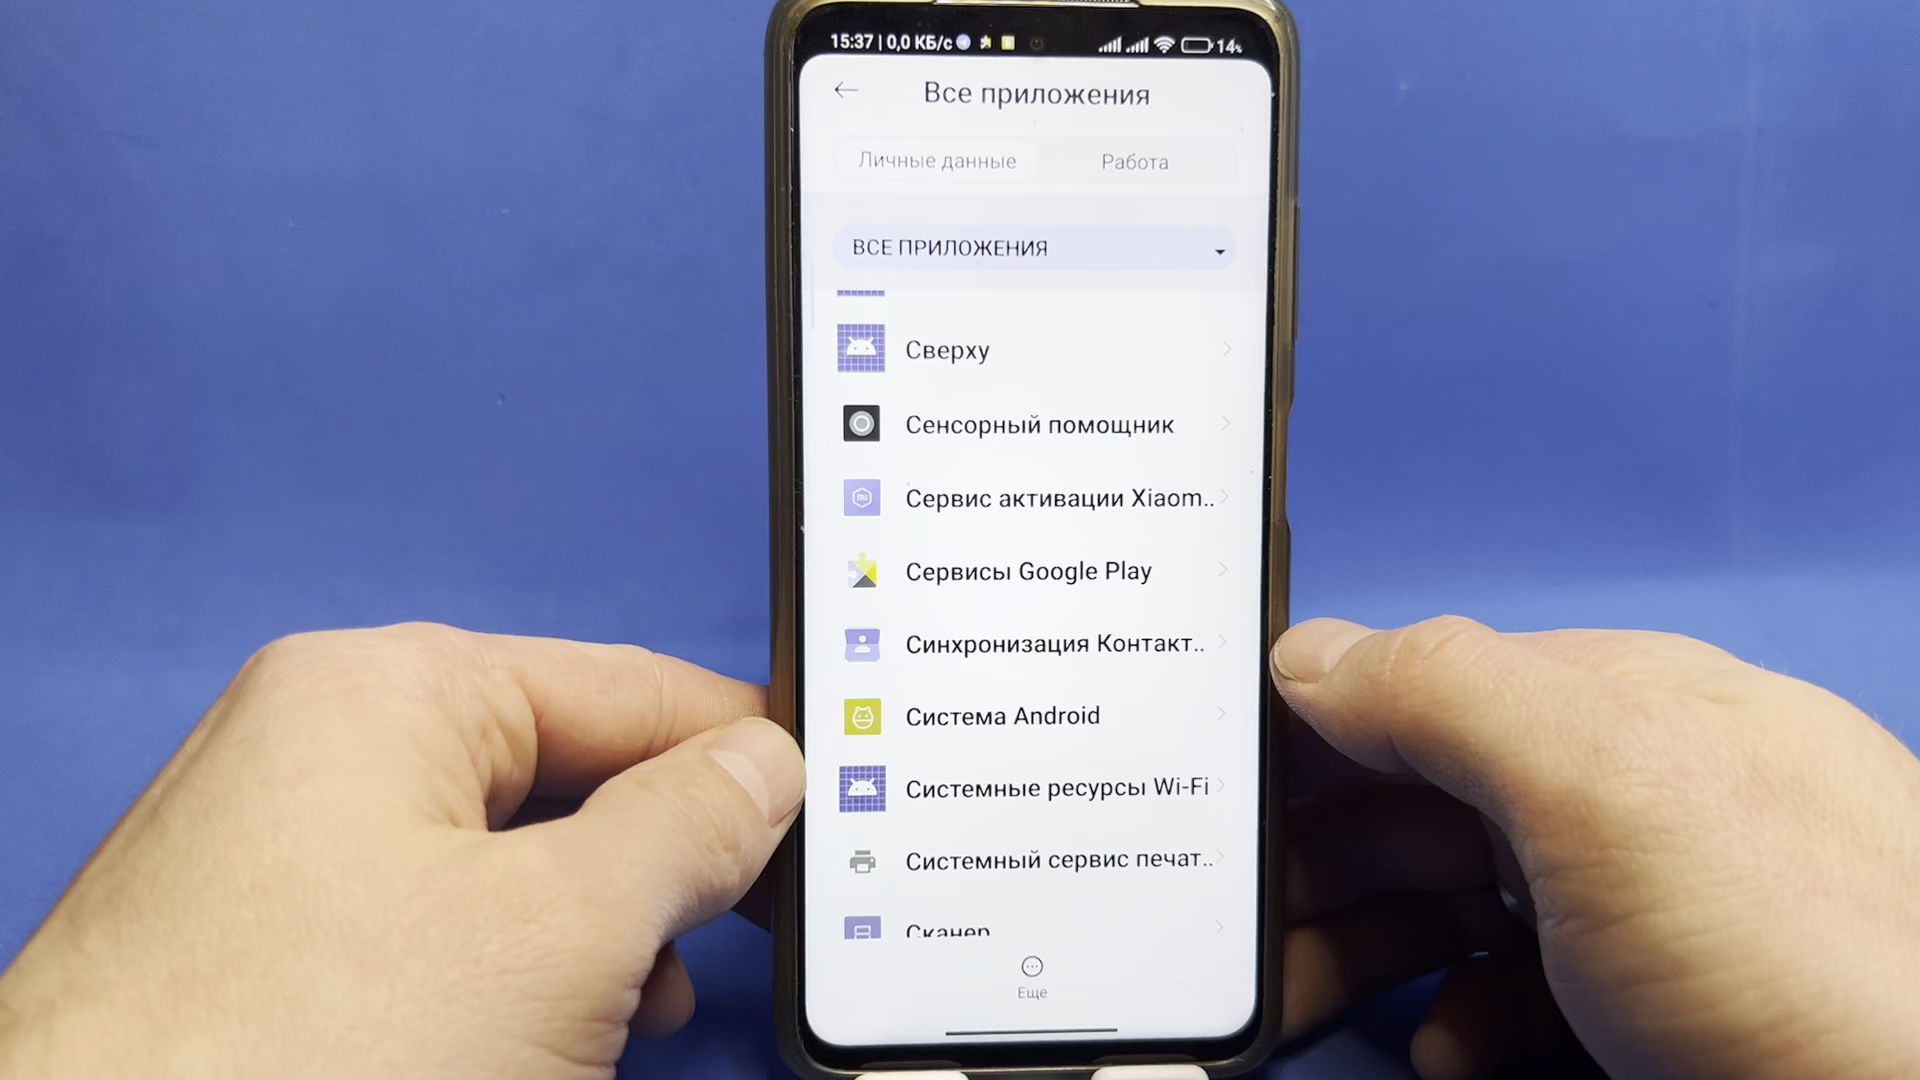 15:37 | 0,0 КБ/с 14%
Все приложения
Личные данные Работа
ВСЕ ПРИЛОЖЕНИЯ
Сверху
Сенсорный помощник
Сервис активации Xiaom..
Сервисы Google Play
Синхронизация Контакт..
Система Android
Системные ресурсы Wi-Fi
Системный сервис печат..
Сканер
Еще